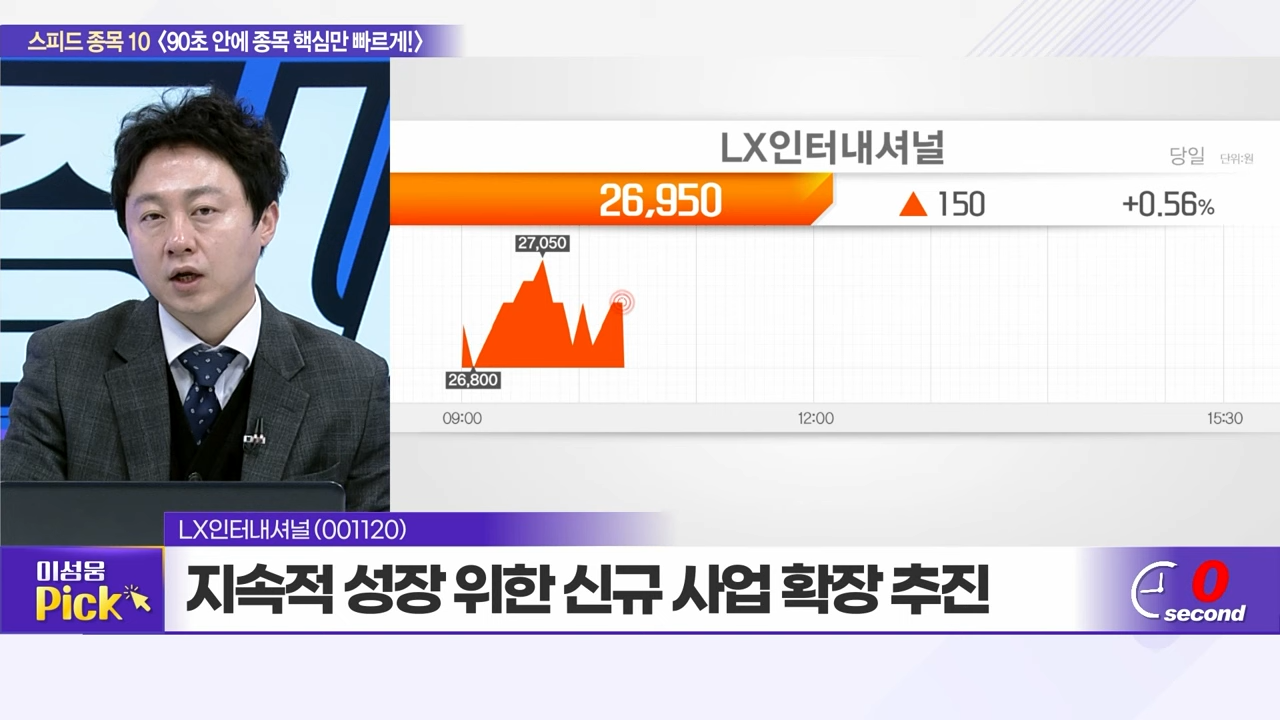 스피드 종목 10 <90초 안에 종목 핵심만 빠르게!>
LX인터내셔널
당일 단위:원
26,950 ▲ 150 +0.56%
27,050
26,800
09:00 12:00 15:30
LX인터내셔널(001120)
이성웅
Pick
지속적 성장 위한 신규 사업 확장 추진
0
second